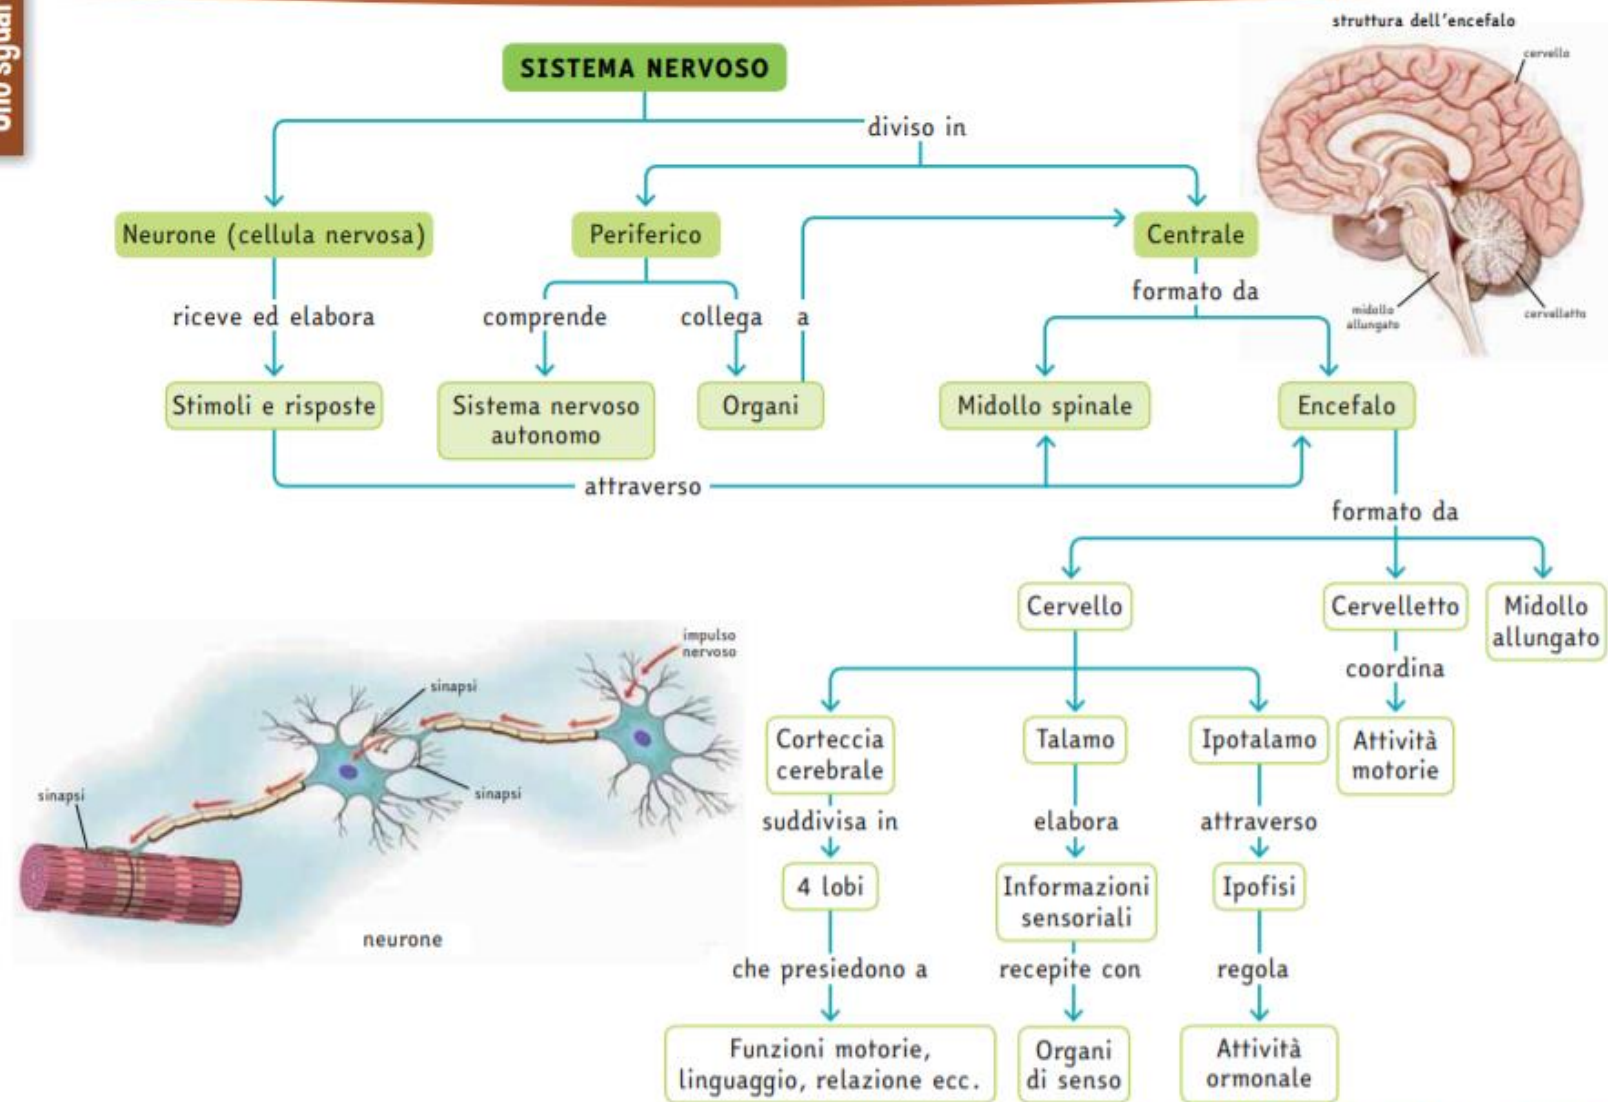 Uno sguar
struttura dell'encefalo
cervello
SISTEMA NERVOSO
diviso in
Neurone (cellula nervosa)
Periferico
Centrale
midollo
allungato
cervelletto
riceve ed elabora
comprende
collega
a
formato da
Stimoli e risposte
Sistema nervoso
autonomo
Organi
Midollo spinale
Encefalo
attraverso
formato da
Cervello
Cervelletto
Midollo
allungato
coordina
impulso
nervoso
sinapsi
sinapsi
sinapsi
neurone
Corteccia
cerebrale
Talamo
Ipotalamo
Attività
motorie
suddivisa in
elabora
attraverso
4 lobi
Informazioni
sensoriali
Ipofisi
che presiedono a
recepite con
regola
Funzioni motorie,
linguaggio, relazione ecc.
Organi
di senso
Attività
ormonale